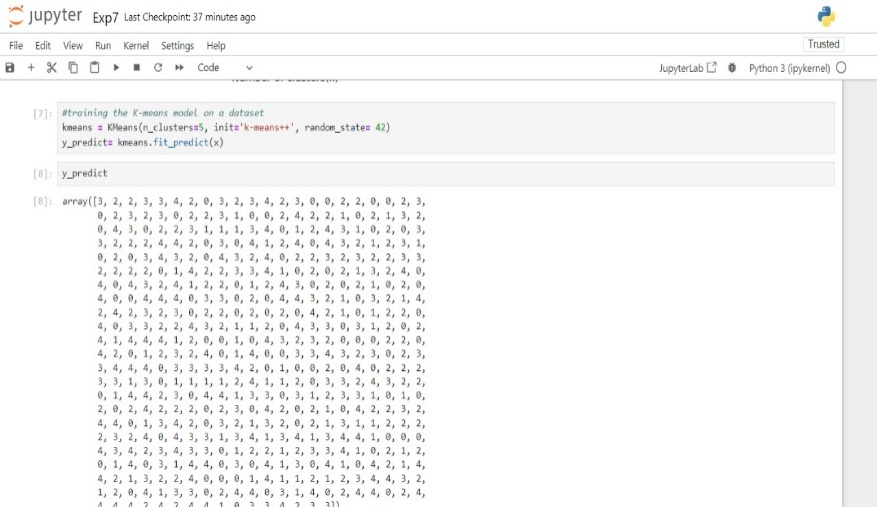 jupyter Exp7 Last Checkpoint: 37 minutes ago
File Edit View Run Kernel Settings Help Trusted
Code JupyterLab Python 3 (ipykernel)
[7]: #training the K-means model on a dataset
kmeans = KMeans(n_clusters=5, init='k-means++', random_state= 42)
y_predict= kmeans.fit_predict(x)
[8]: y_predict
[8]: array([3, 2, 2, 3, 3, 4, 2, 0, 3, 2, 3, 4, 2, 3, 0, 0, 2, 2, 0, 0, 2, 3,
0, 2, 3, 2, 3, 0, 2, 2, 3, 1, 0, 0, 2, 4, 2, 2, 1, 0, 2, 1, 3, 2,
0, 4, 3, 0, 2, 2, 3, 1, 1, 1, 3, 4, 0, 1, 2, 4, 3, 1, 0, 2, 0, 3,
3, 2, 2, 2, 4, 4, 2, 0, 3, 0, 4, 1, 2, 4, 0, 4, 3, 2, 1, 2, 3, 1,
0, 2, 0, 3, 4, 3, 2, 0, 4, 3, 2, 4, 0, 2, 2, 3, 2, 3, 2, 2, 3, 3,
2, 2, 2, 2, 0, 1, 4, 2, 2, 3, 3, 4, 1, 0, 2, 0, 2, 1, 3, 2, 4, 0,
4, 0, 4, 3, 2, 4, 1, 2, 2, 0, 1, 2, 4, 3, 0, 2, 0, 2, 1, 0, 2, 0,
4, 0, 0, 4, 4, 4, 0, 3, 3, 0, 2, 0, 4, 4, 3, 2, 1, 0, 3, 2, 1, 4,
2, 4, 2, 3, 2, 3, 0, 2, 2, 0, 2, 0, 2, 0, 4, 2, 1, 0, 1, 2, 2, 0,
4, 0, 3, 3, 2, 2, 4, 3, 2, 1, 1, 2, 0, 4, 3, 3, 0, 3, 1, 2, 0, 2,
4, 1, 4, 4, 4, 1, 2, 0, 0, 1, 0, 4, 3, 2, 3, 2, 0, 0, 0, 2, 2, 0,
4, 2, 0, 1, 2, 3, 2, 4, 0, 1, 4, 0, 0, 3, 3, 4, 3, 2, 3, 0, 2, 3,
3, 4, 4, 4, 0, 3, 3, 3, 3, 4, 2, 0, 1, 0, 0, 2, 0, 4, 0, 2, 2, 2,
3, 3, 1, 3, 0, 1, 1, 1, 1, 2, 4, 1, 1, 2, 0, 3, 3, 2, 4, 3, 2, 2,
0, 1, 4, 4, 2, 3, 0, 4, 4, 1, 3, 3, 0, 3, 1, 2, 3, 3, 1, 0, 1, 0,
2, 0, 2, 4, 2, 2, 2, 0, 2, 3, 0, 4, 2, 0, 2, 1, 0, 4, 2, 2, 3, 2,
4, 4, 0, 1, 3, 4, 2, 0, 3, 2, 1, 3, 2, 0, 2, 1, 3, 1, 1, 2, 2, 2,
2, 3, 2, 4, 0, 4, 3, 3, 1, 3, 4, 1, 3, 4, 1, 3, 4, 4, 1, 0, 0, 0,
4, 3, 4, 2, 3, 4, 3, 3, 0, 1, 2, 2, 1, 2, 3, 3, 4, 1, 0, 2, 1, 2,
0, 1, 4, 0, 3, 1, 4, 4, 0, 3, 0, 4, 1, 3, 0, 4, 1, 0, 4, 2, 1, 4,
4, 2, 1, 3, 2, 2, 4, 0, 0, 0, 1, 4, 1, 1, 2, 1, 2, 3, 4, 4, 3, 2,
1, 2, 0, 4, 1, 3, 3, 0, 2, 4, 4, 0, 3, 1, 4, 0, 2, 4, 4, 0, 2, 4,
4, 4, 4, 2, 4, 2, 4, 4, 1, 0, 3, 3, 4, 2, 3, 3])